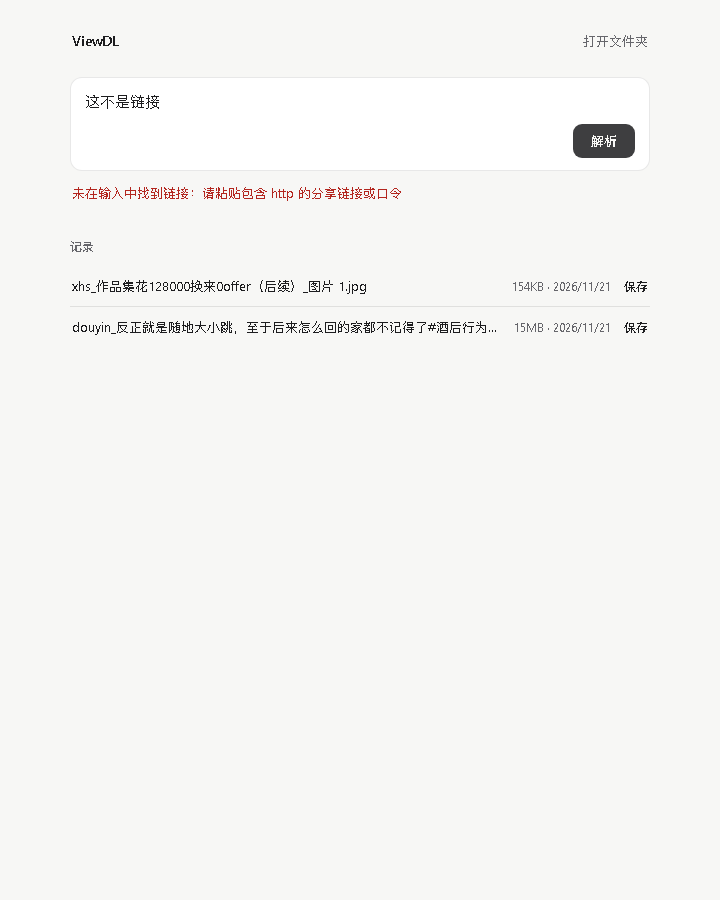 ViewDL
打开文件夹
这不是链接
解析
未在输入中找到链接：请粘贴包含 http 的分享链接或口令
记录
xhs_作品集花128000换来0offer（后续）_图片 1.jpg 154KB · 2026/11/21 保存
douyin_反正就是随地大小跳，至于后来怎么回的家都不记得了#酒后行为... 15MB · 2026/11/21 保存